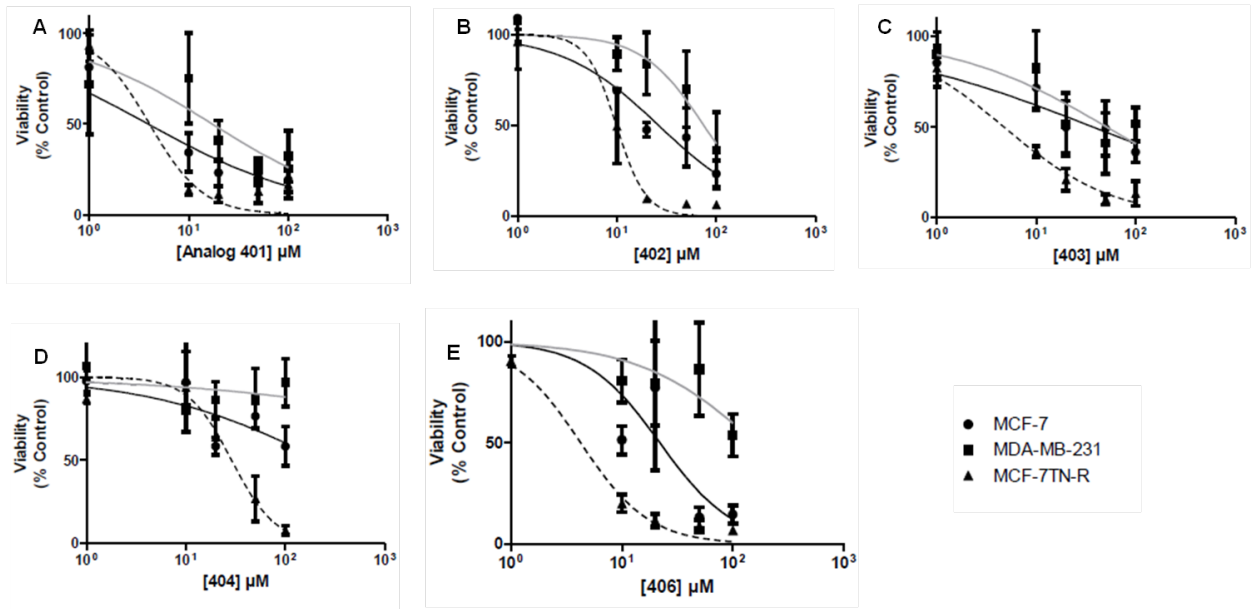 A
Viability
(% Control)
100
50
0
10⁰ 10¹ 10² 10³
[Analog 401] µM
B
Viability
(% Control)
100
50
0
10⁰ 10¹ 10² 10³
[402] µM
C
Viability
(% Control)
100
50
0
10⁰ 10¹ 10² 10³
[403] µM
D
Viability
(% Control)
100
50
0
10⁰ 10¹ 10² 10³
[404] µM
E
Viability
(% Control)
100
50
0
10⁰ 10¹ 10² 10³
[406] µM
MCF-7
MDA-MB-231
MCF-7TN-R